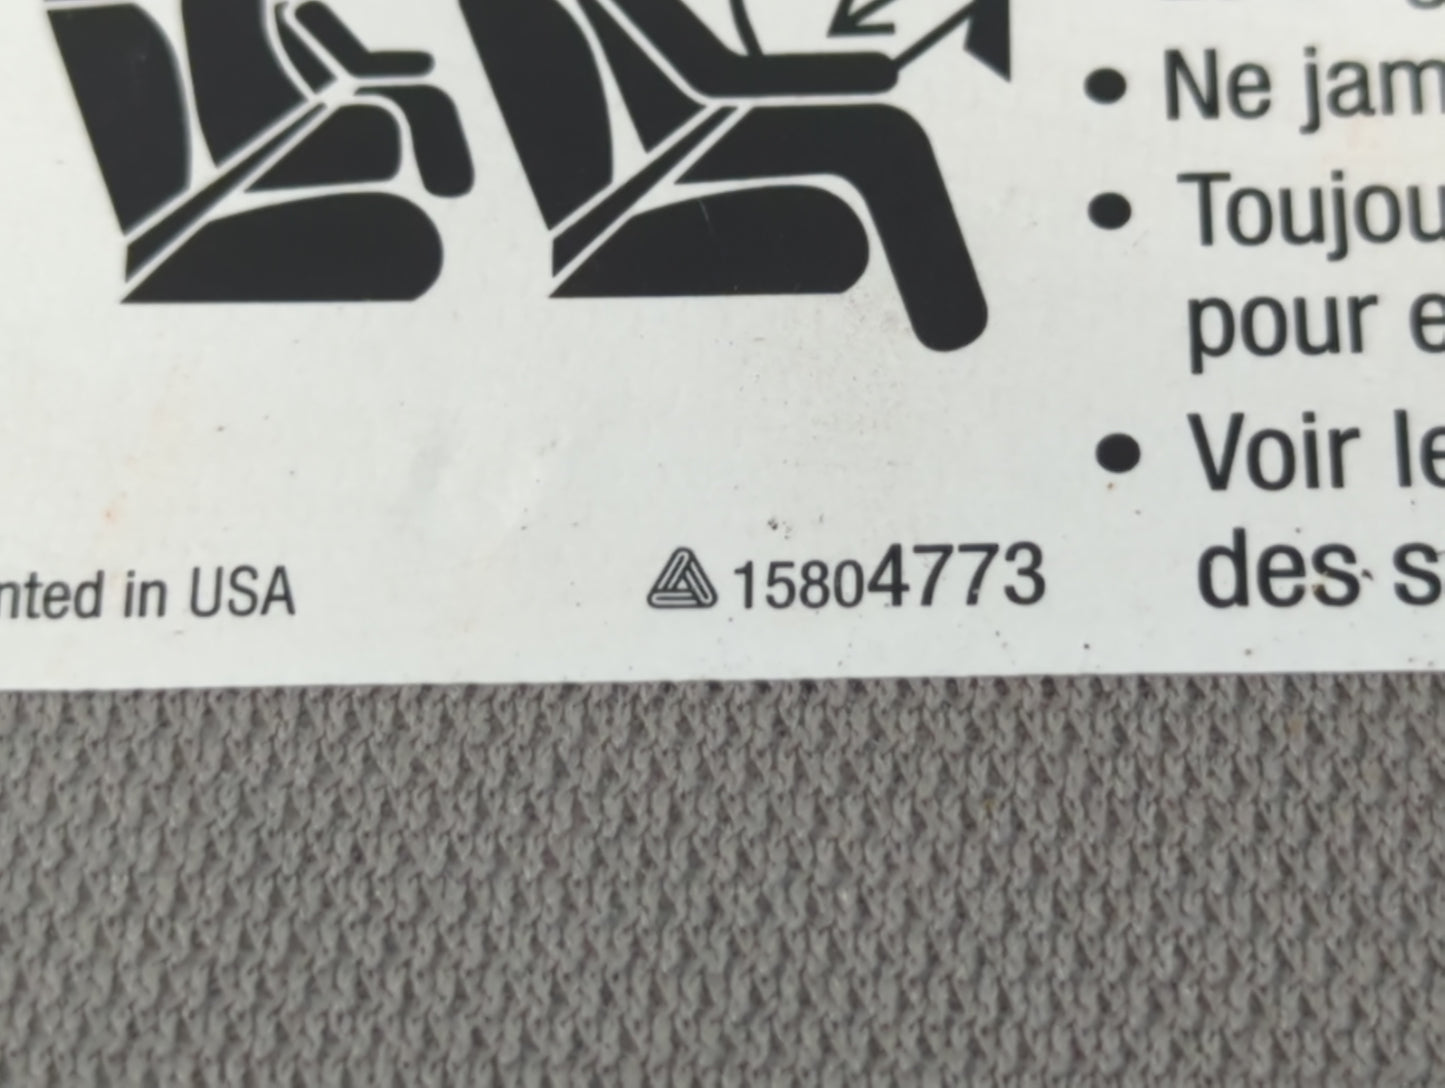 Ne jam
Toujou
pour e
Voir le
des s
nted in USA
15804773